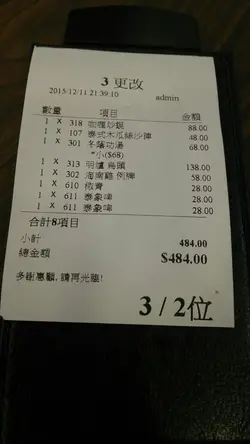 3 更改
2015/12/11 21:39:10 admin
數量 項目 金額
1 X 318 咖喱炒蜆 88.00
1 X 107 泰式木瓜絲沙律 48.00
1 X 301 冬蔭功湯 68.00
*小($68)
1 X 313 明爐烏頭 138.00
1 X 302 海南雞 例牌 58.00
1 X 610 椰青 28.00
1 X 611 泰象啤 28.00
1 X 611 泰象啤 28.00
合計8項目
小計 484.00
總金額 $484.00
多謝惠顧,請再光臨!
3 / 2位